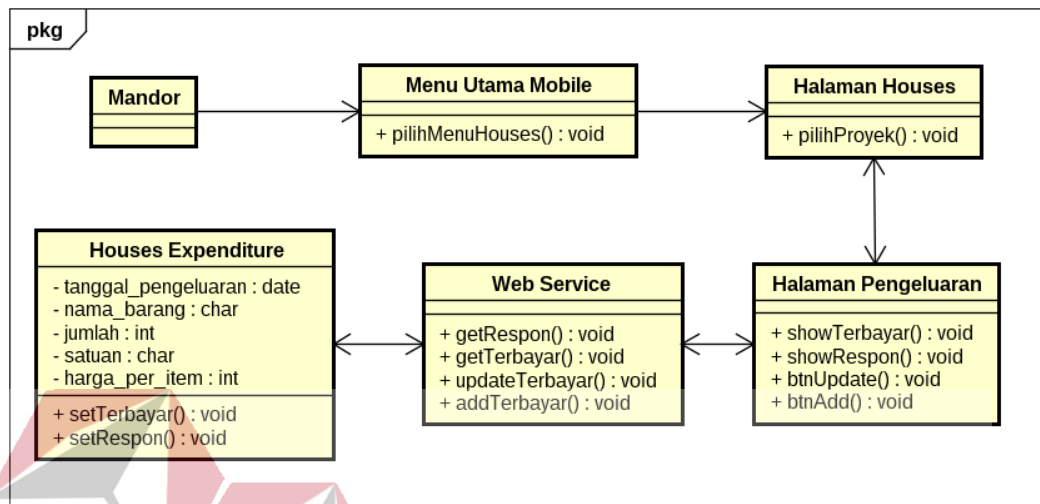 pkg
Mandor
Menu Utama Mobile
+ pilihMenuHouses() : void
Halaman Houses
+ pilihProyek() : void
Houses Expenditure
- tanggal_pengeluaran : date
- nama_barang : char
- jumlah : int
- satuan : char
- harga_per_item : int
+ setTerbayar() : void
+ setRespon() : void
Web Service
+ getRespon() : void
+ getTerbayar() : void
+ updateTerbayar() : void
+ addTerbayar() : void
Halaman Pengeluaran
+ showTerbayar() : void
+ showRespon() : void
+ btnUpdate() : void
+ btnAdd() : void